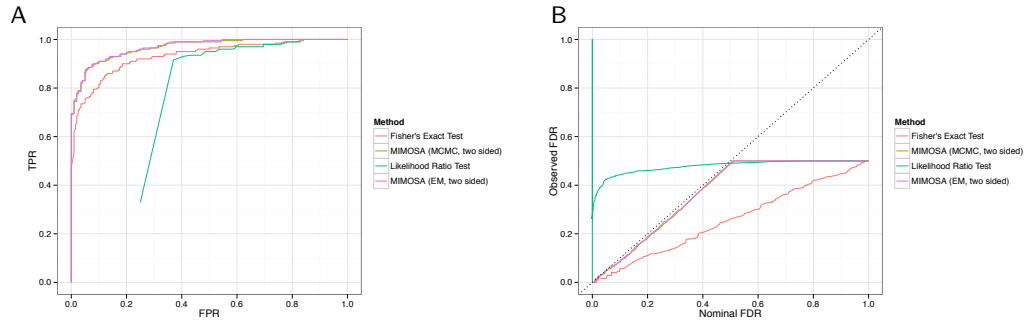 A
1.0
0.8
0.6
0.4
0.2
0.0
TPR
0.0 0.2 0.4 0.6 0.8 1.0
FPR
Method
Fisher's Exact Test
MIMOSA (MCMC, two sided)
Likelihood Ratio Test
MIMOSA (EM, two sided)
B
1.0
0.8
0.6
0.4
0.2
0.0
Observed FDR
0.0 0.2 0.4 0.6 0.8 1.0
Nominal FDR
Method
Fisher's Exact Test
MIMOSA (MCMC, two sided)
Likelihood Ratio Test
MIMOSA (EM, two sided)